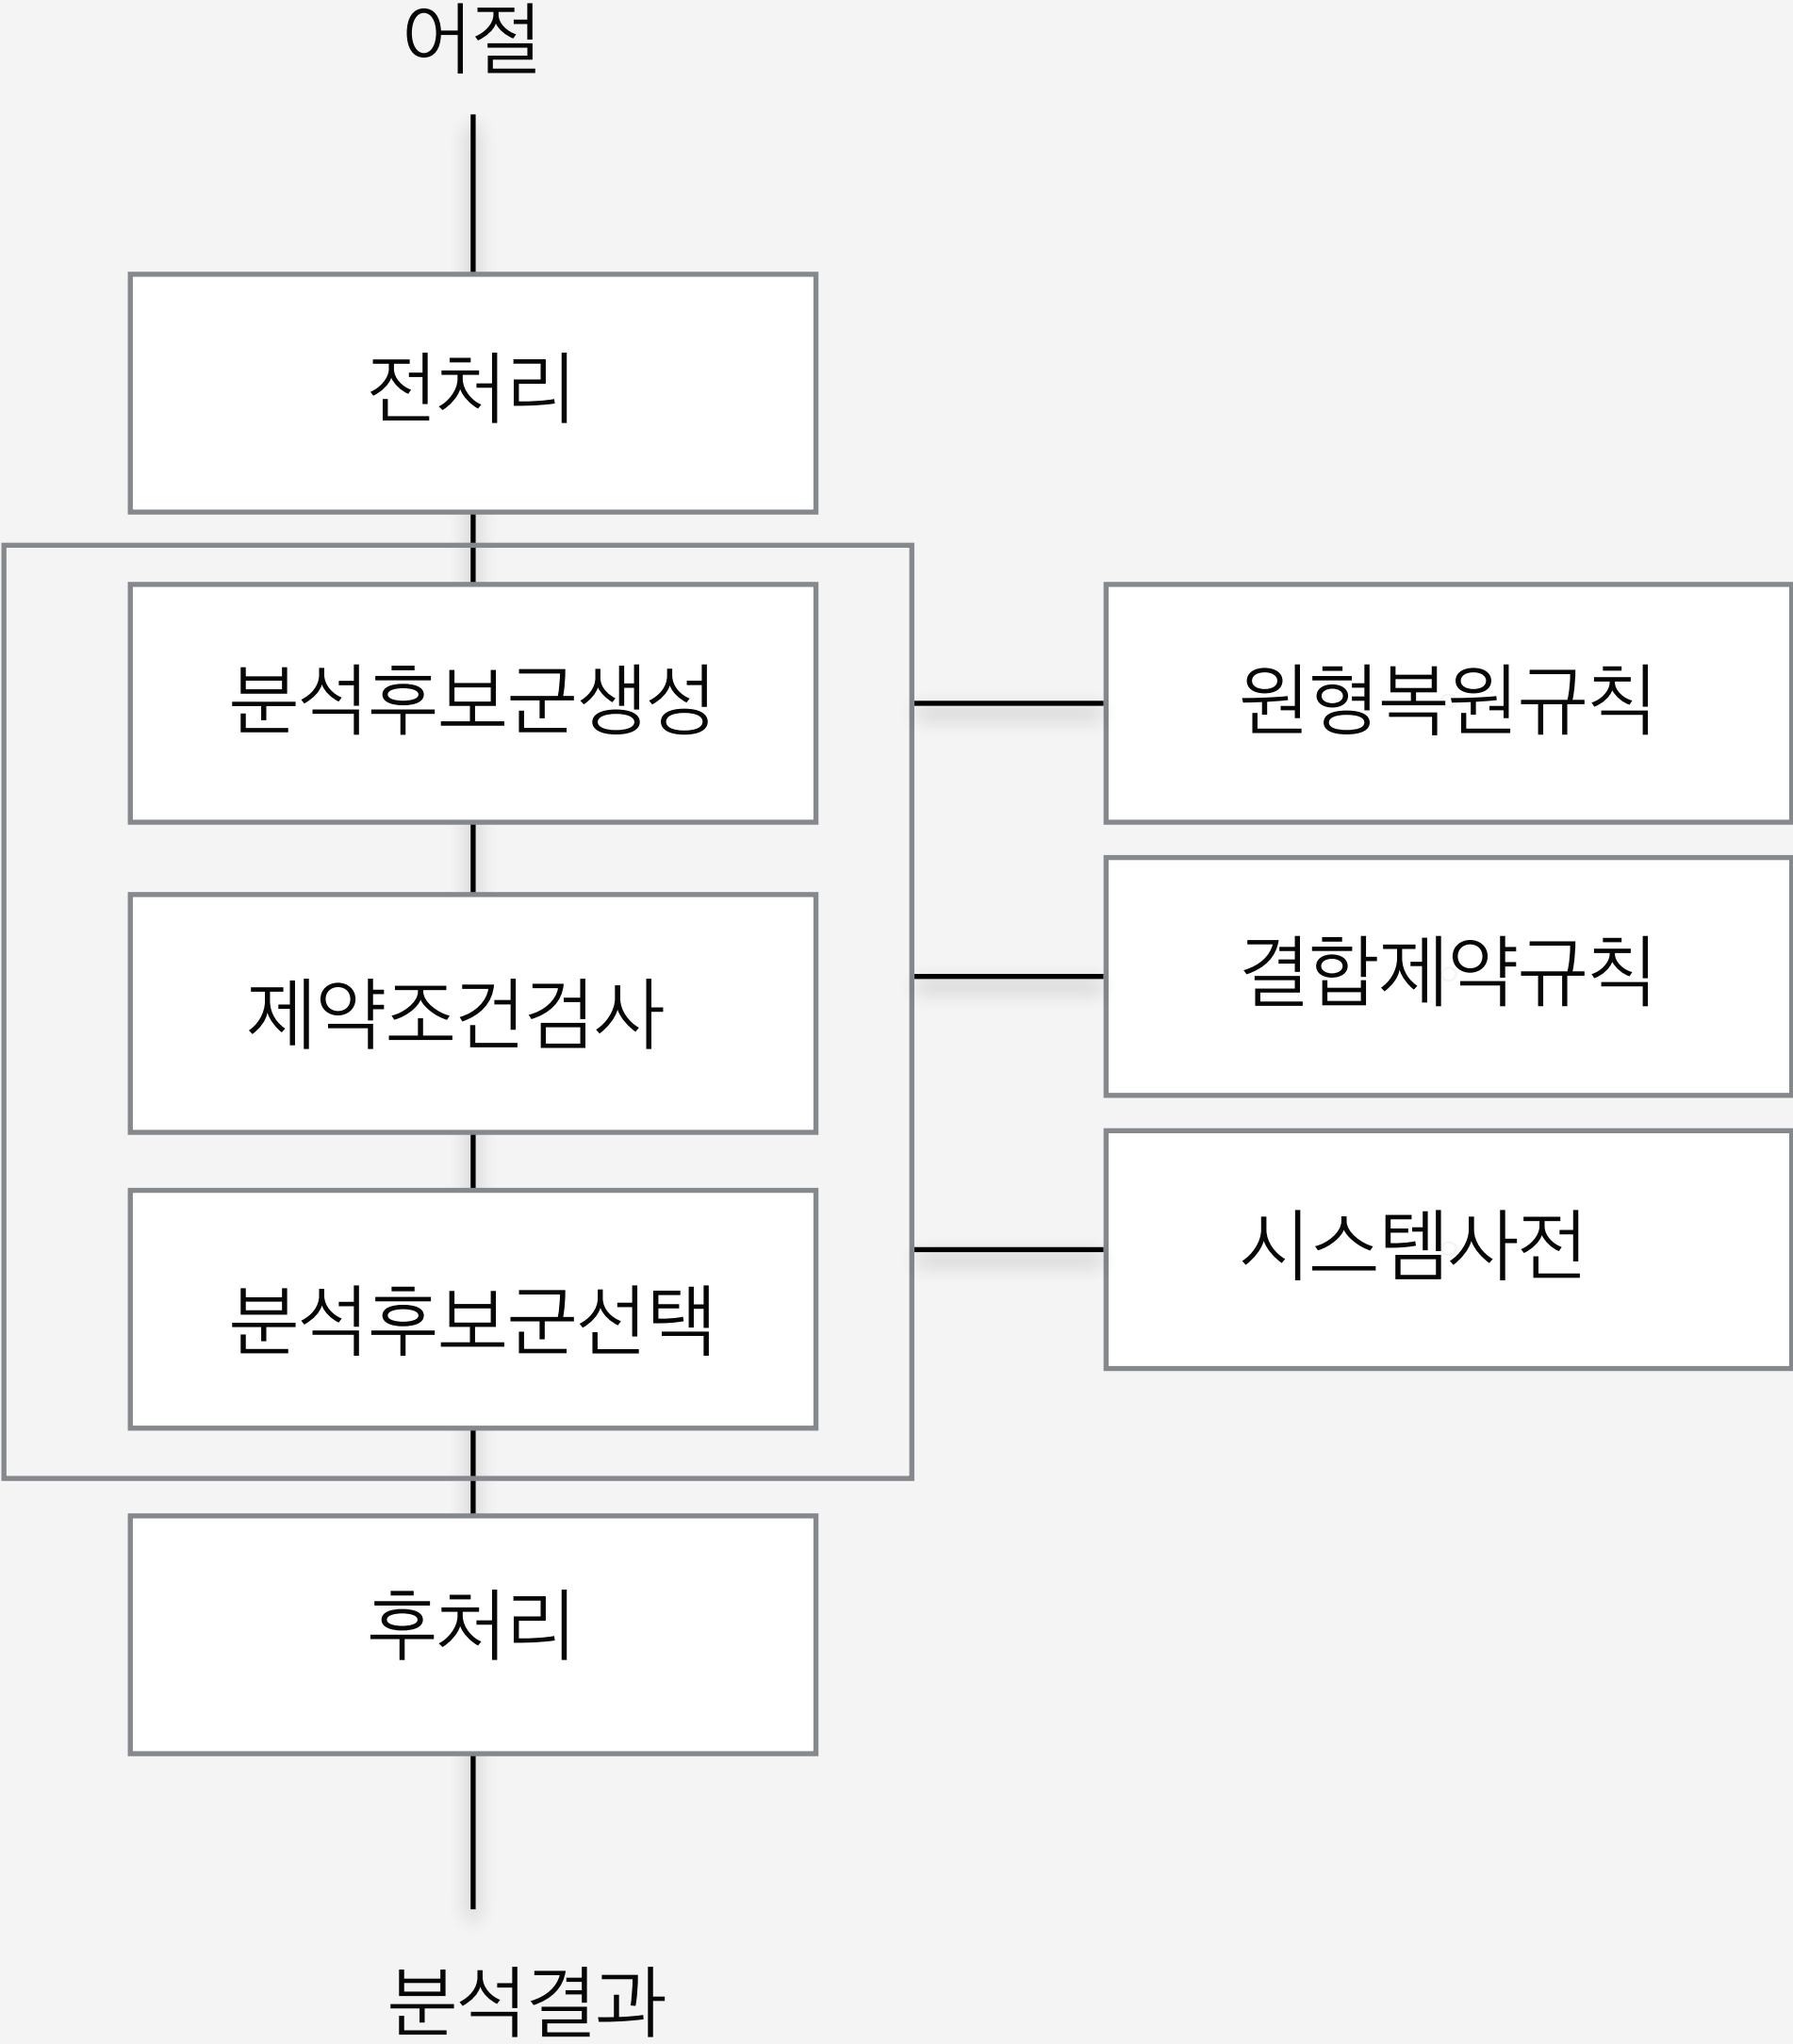 어절
전처리
분석후보군생성
원형복원규칙
제약조건검사
결합제약규칙
분석후보군선택
시스템사전
후처리
분석결과